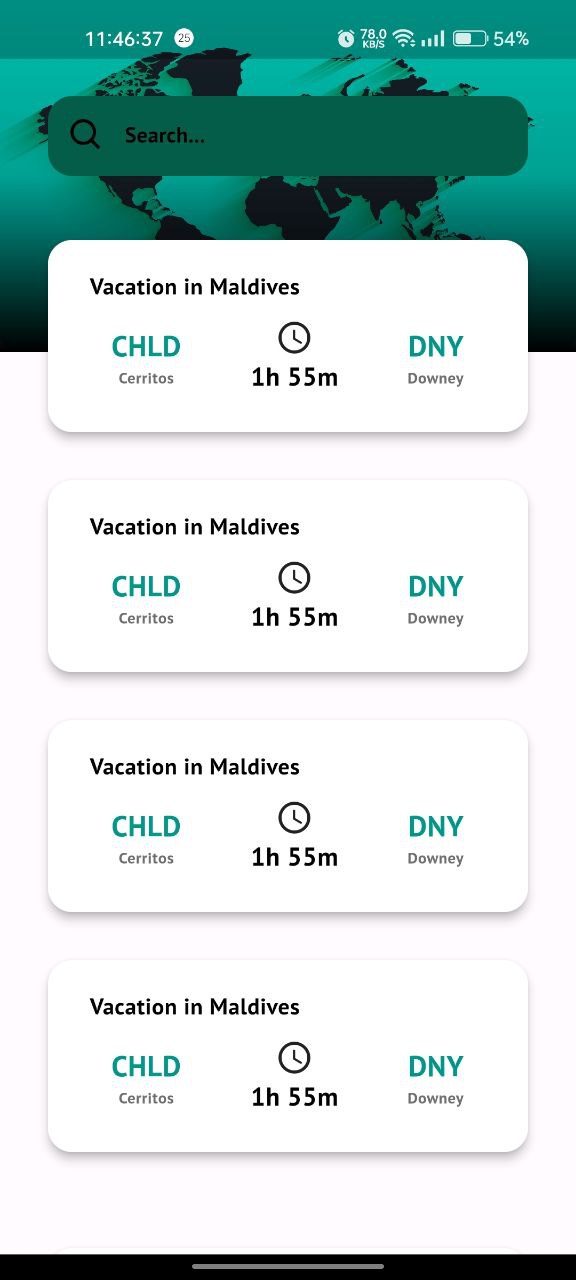 11:46:37 25 78.0 KB/S 54%
Search...
Vacation in Maldives
CHLD DNY
Cerritos 1h 55m Downey
Vacation in Maldives
CHLD DNY
Cerritos 1h 55m Downey
Vacation in Maldives
CHLD DNY
Cerritos 1h 55m Downey
Vacation in Maldives
CHLD DNY
Cerritos 1h 55m Downey